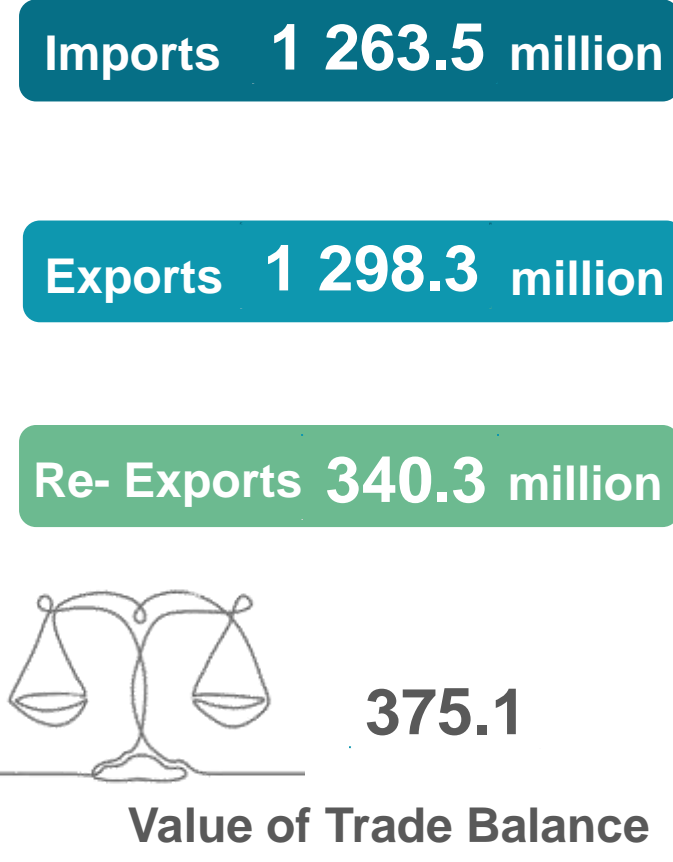 Imports 1 263.5 million
Exports 1 298.3 million
Re- Exports 340.3 million
375.1
Value of Trade Balance